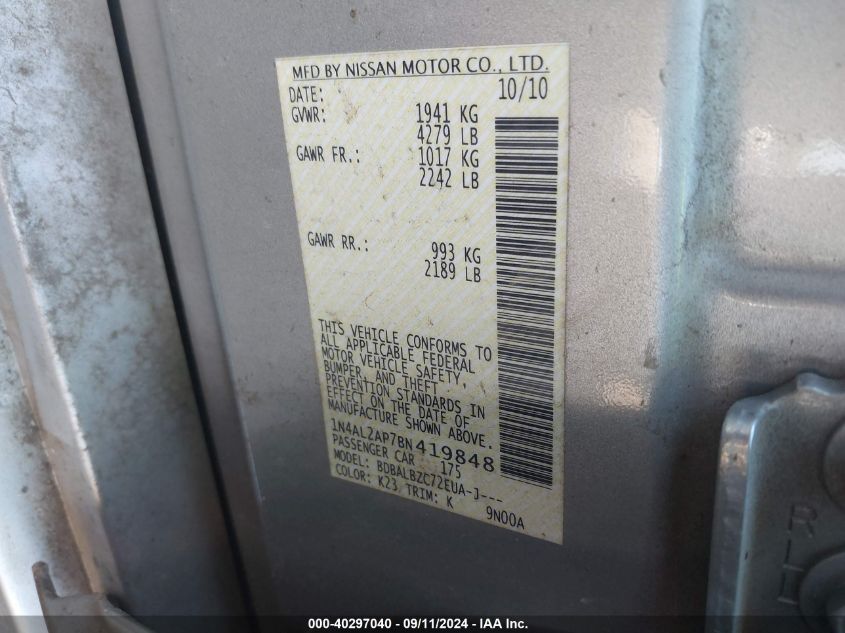 MFD BY NISSAN MOTOR CO., LTD.
DATE: 10/10
GVWR: 1941 KG
4279 LB
GAWR FR.: 1017 KG
2242 LB
GAWR RR.: 993 KG
2189 LB
THIS VEHICLE CONFORMS TO
ALL APPLICABLE FEDERAL
MOTOR VEHICLE SAFETY,
BUMPER, AND THEFT
PREVENTION STANDARDS IN
EFFECT ON THE DATE OF
MANUFACTURE SHOWN ABOVE.
1N4AL2AP7BN419848
PASSENGER CAR 175
MODEL: BDBALBZC72EUA-J---
COLOR: K23 TRIM: K 9N00A
000-40297040 - 09/11/2024 - IAA Inc.